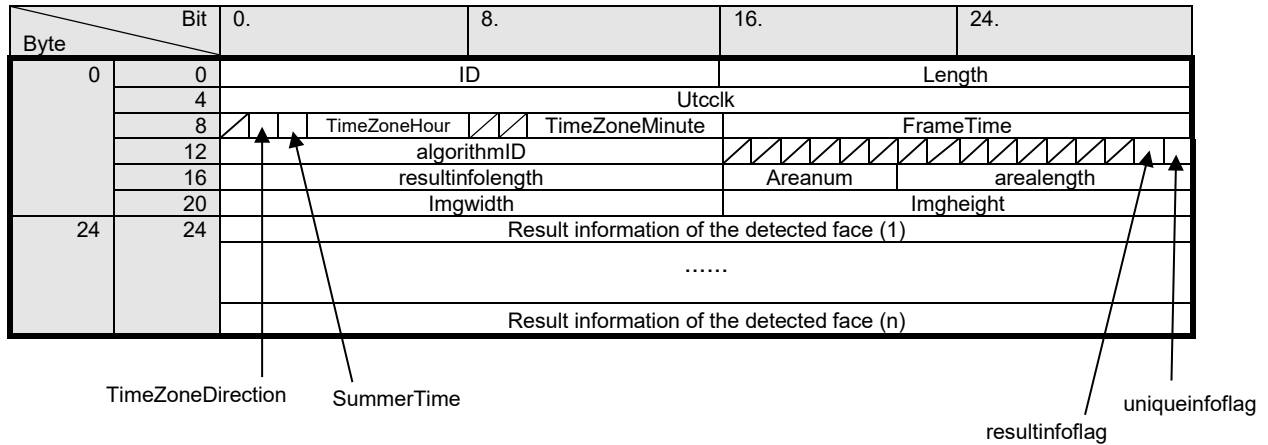 Bit 0. 8. 16. 24.
Byte
0 0 ID Length
4 Utcclk
8 TimeZoneHour TimeZoneMinute FrameTime
12 algorithmID
16 resultinfolength Areanum arealength
20 Imgwidth Imgheight
24 24 Result information of the detected face (1)
……
Result information of the detected face (n)
TimeZoneDirection SummerTime uniqueinfoflag
resultinfoflag